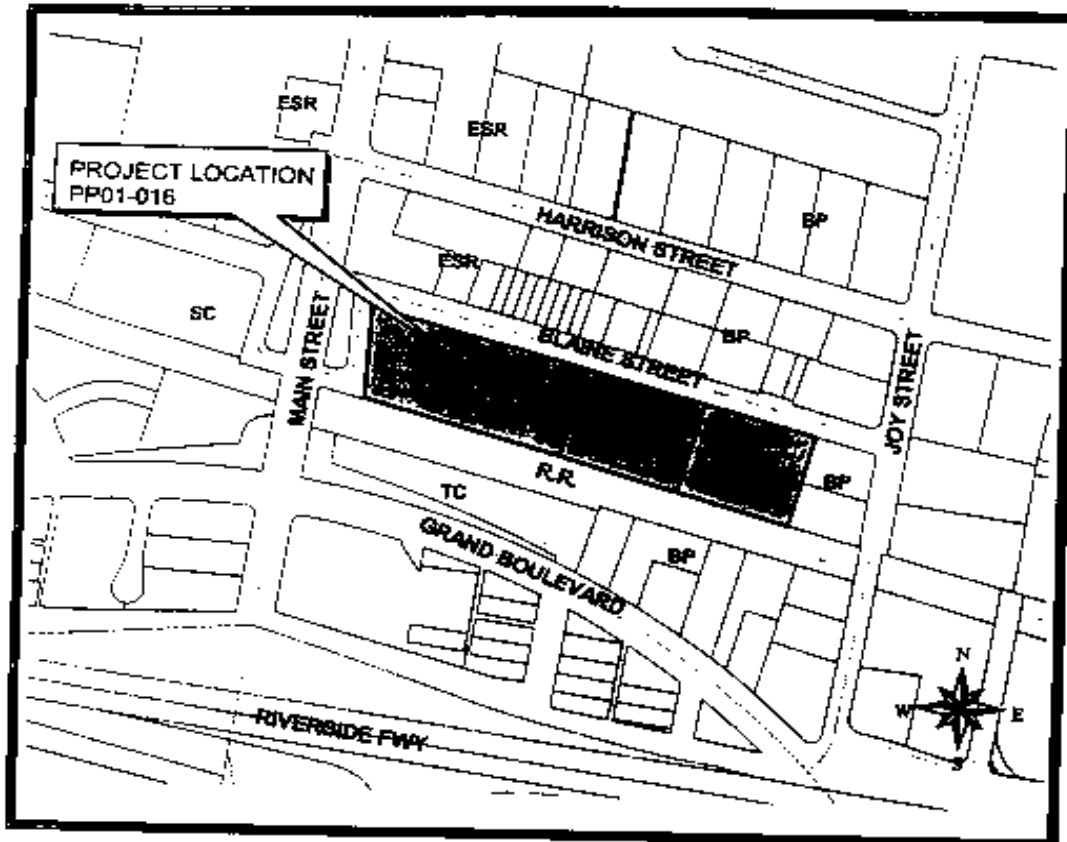 ESR
ESR
PROJECT LOCATION
PP01-016
BP
HARRISON STREET
ESR
SC
MAIN STREET
BP
BLAINE STREET
JOY STREET
R.R.
BP
TC
GRAND BOULEVARD
BP
N
W
E
S
RIVERSIDE FWY